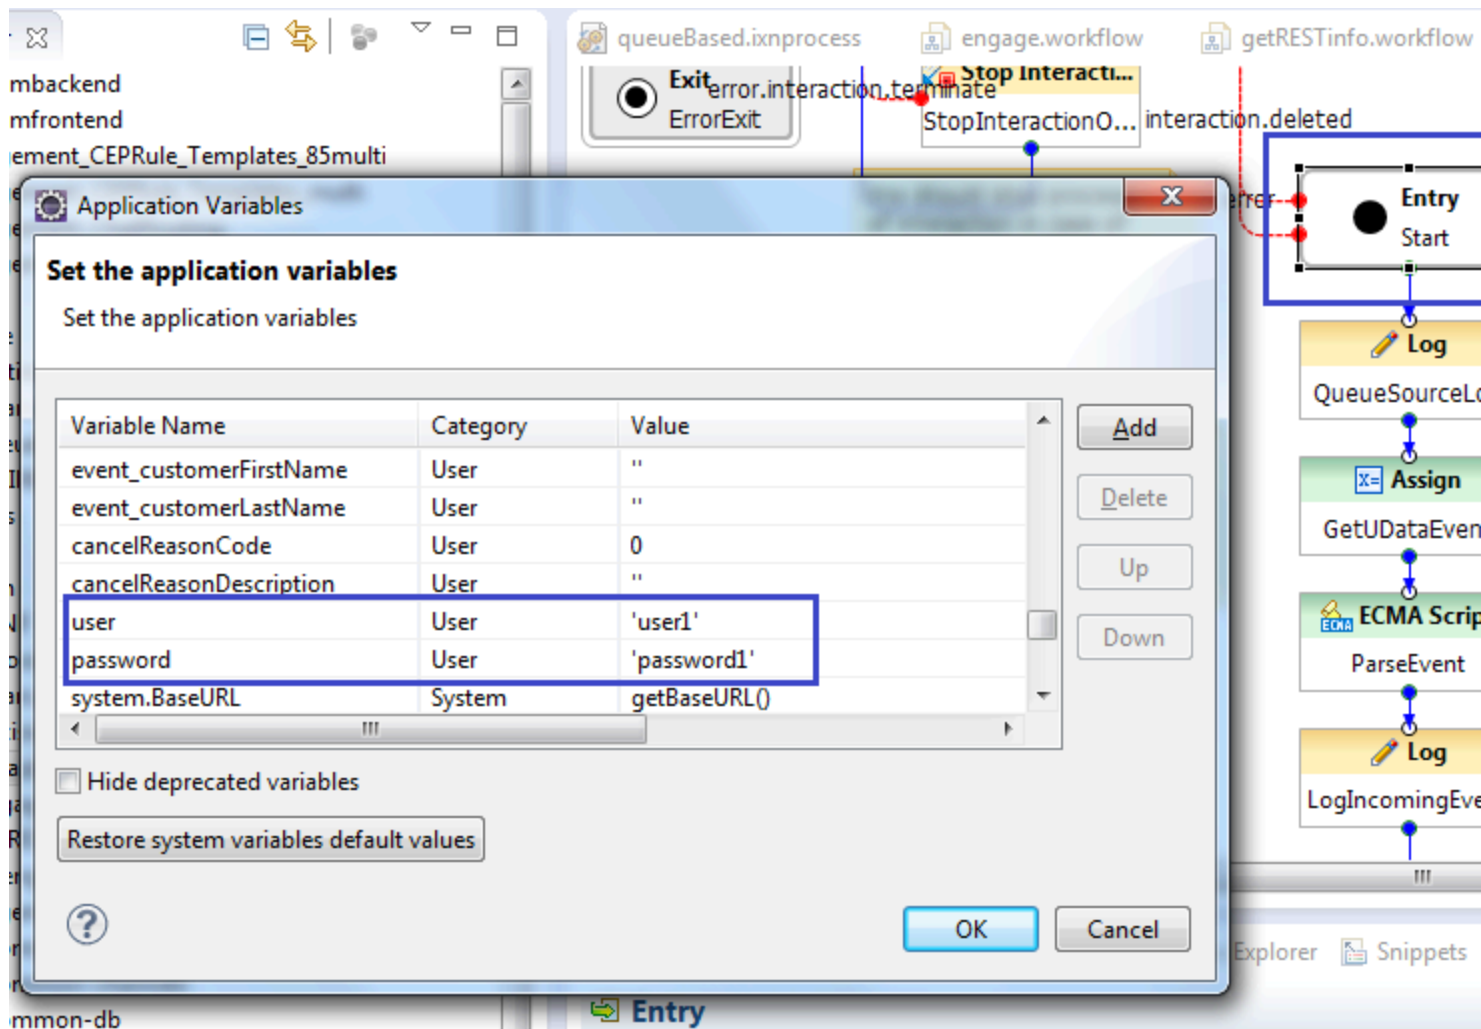 queueBased.ixnprocess engage.workflow getRESTinfo.workflow
mbackend
mfrontend
ement_CEPRule_Templates_85multi
Exit
ErrorExit
error.interaction.terminate
Stop Interacti...
StopInteractionO...
interaction.deleted
Entry
Start
Log
QueueSourceLo
Assign
GetUDataEven
ECMA Scrip
ECMA
ParseEvent
Log
LogIncomingEve
Application Variables
Set the application variables
Set the application variables
Variable Name Category Value
event_customerFirstName User ''
event_customerLastName User ''
cancelReasonCode User 0
cancelReasonDescription User ''
user User 'user1'
password User 'password1'
system.BaseURL System getBaseURL()
Add
Delete
Up
Down
Hide deprecated variables
Restore system variables default values
OK Cancel
Explorer Snippets
Entry
mmon-db